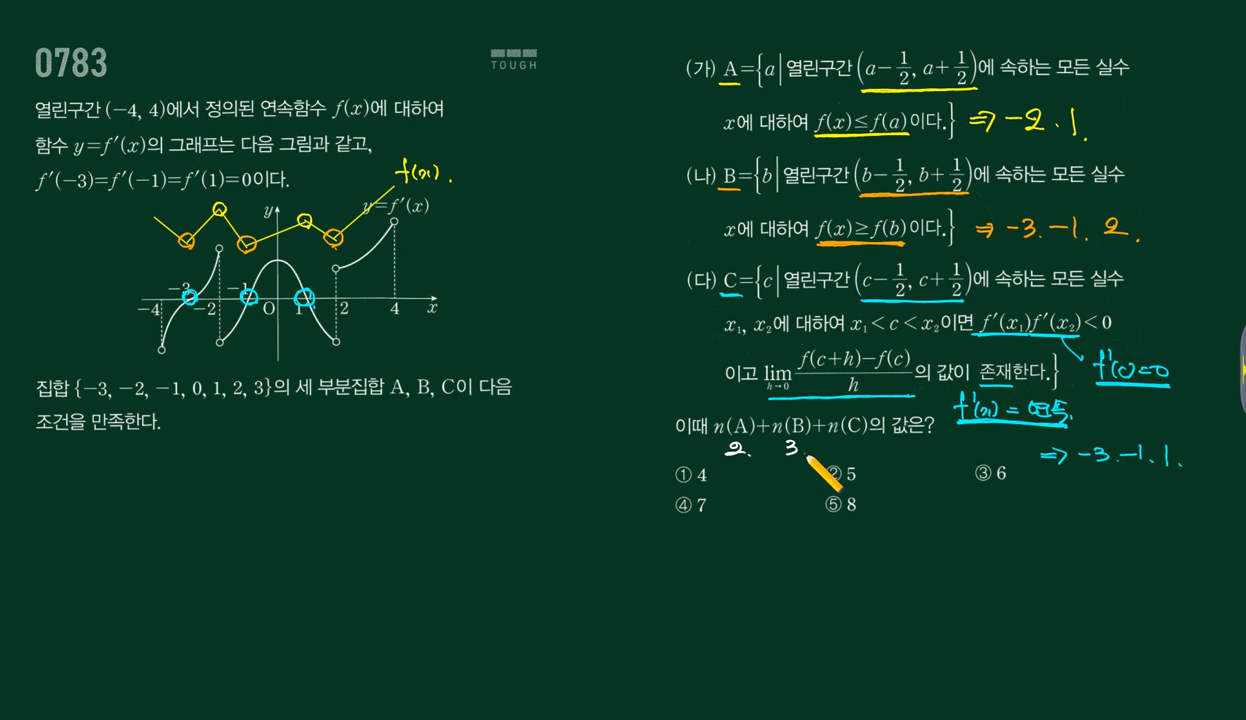 0783
TOUGH
열린구간 (-4, 4)에서 정의된 연속함수 f(x)에 대하여
함수 y=f′(x)의 그래프는 다음 그림과 같고,
f′(-3)=f′(-1)=f′(1)=0이다.
f(x).
y
y=f′(x)
-4 -3 -2 -1 O 1 2 4 x
집합 {-3, -2, -1, 0, 1, 2, 3}의 세 부분집합 A, B, C이 다음
조건을 만족한다.
(가) A={a|열린구간 (a-1/2, a+1/2)에 속하는 모든 실수
x에 대하여 f(x)≤f(a)이다.} ⇒ -2. 1.
(나) B={b|열린구간 (b-1/2, b+1/2)에 속하는 모든 실수
x에 대하여 f(x)≥f(b)이다.} ⇒ -3. -1. 2.
(다) C={c|열린구간 (c-1/2, c+1/2)에 속하는 모든 실수
x₁, x₂에 대하여 x₁<c<x₂이면 f′(x₁)f′(x₂)<0
이고 lim h→0 f(c+h)-f(c)/h의 값이 존재한다.} f'(c)=0
f'(x) = 연속.
이때 n(A)+n(B)+n(C)의 값은? ⇒ -3. -1. 1.
2. 3
① 4 ② 5 ③ 6
④ 7 ⑤ 8